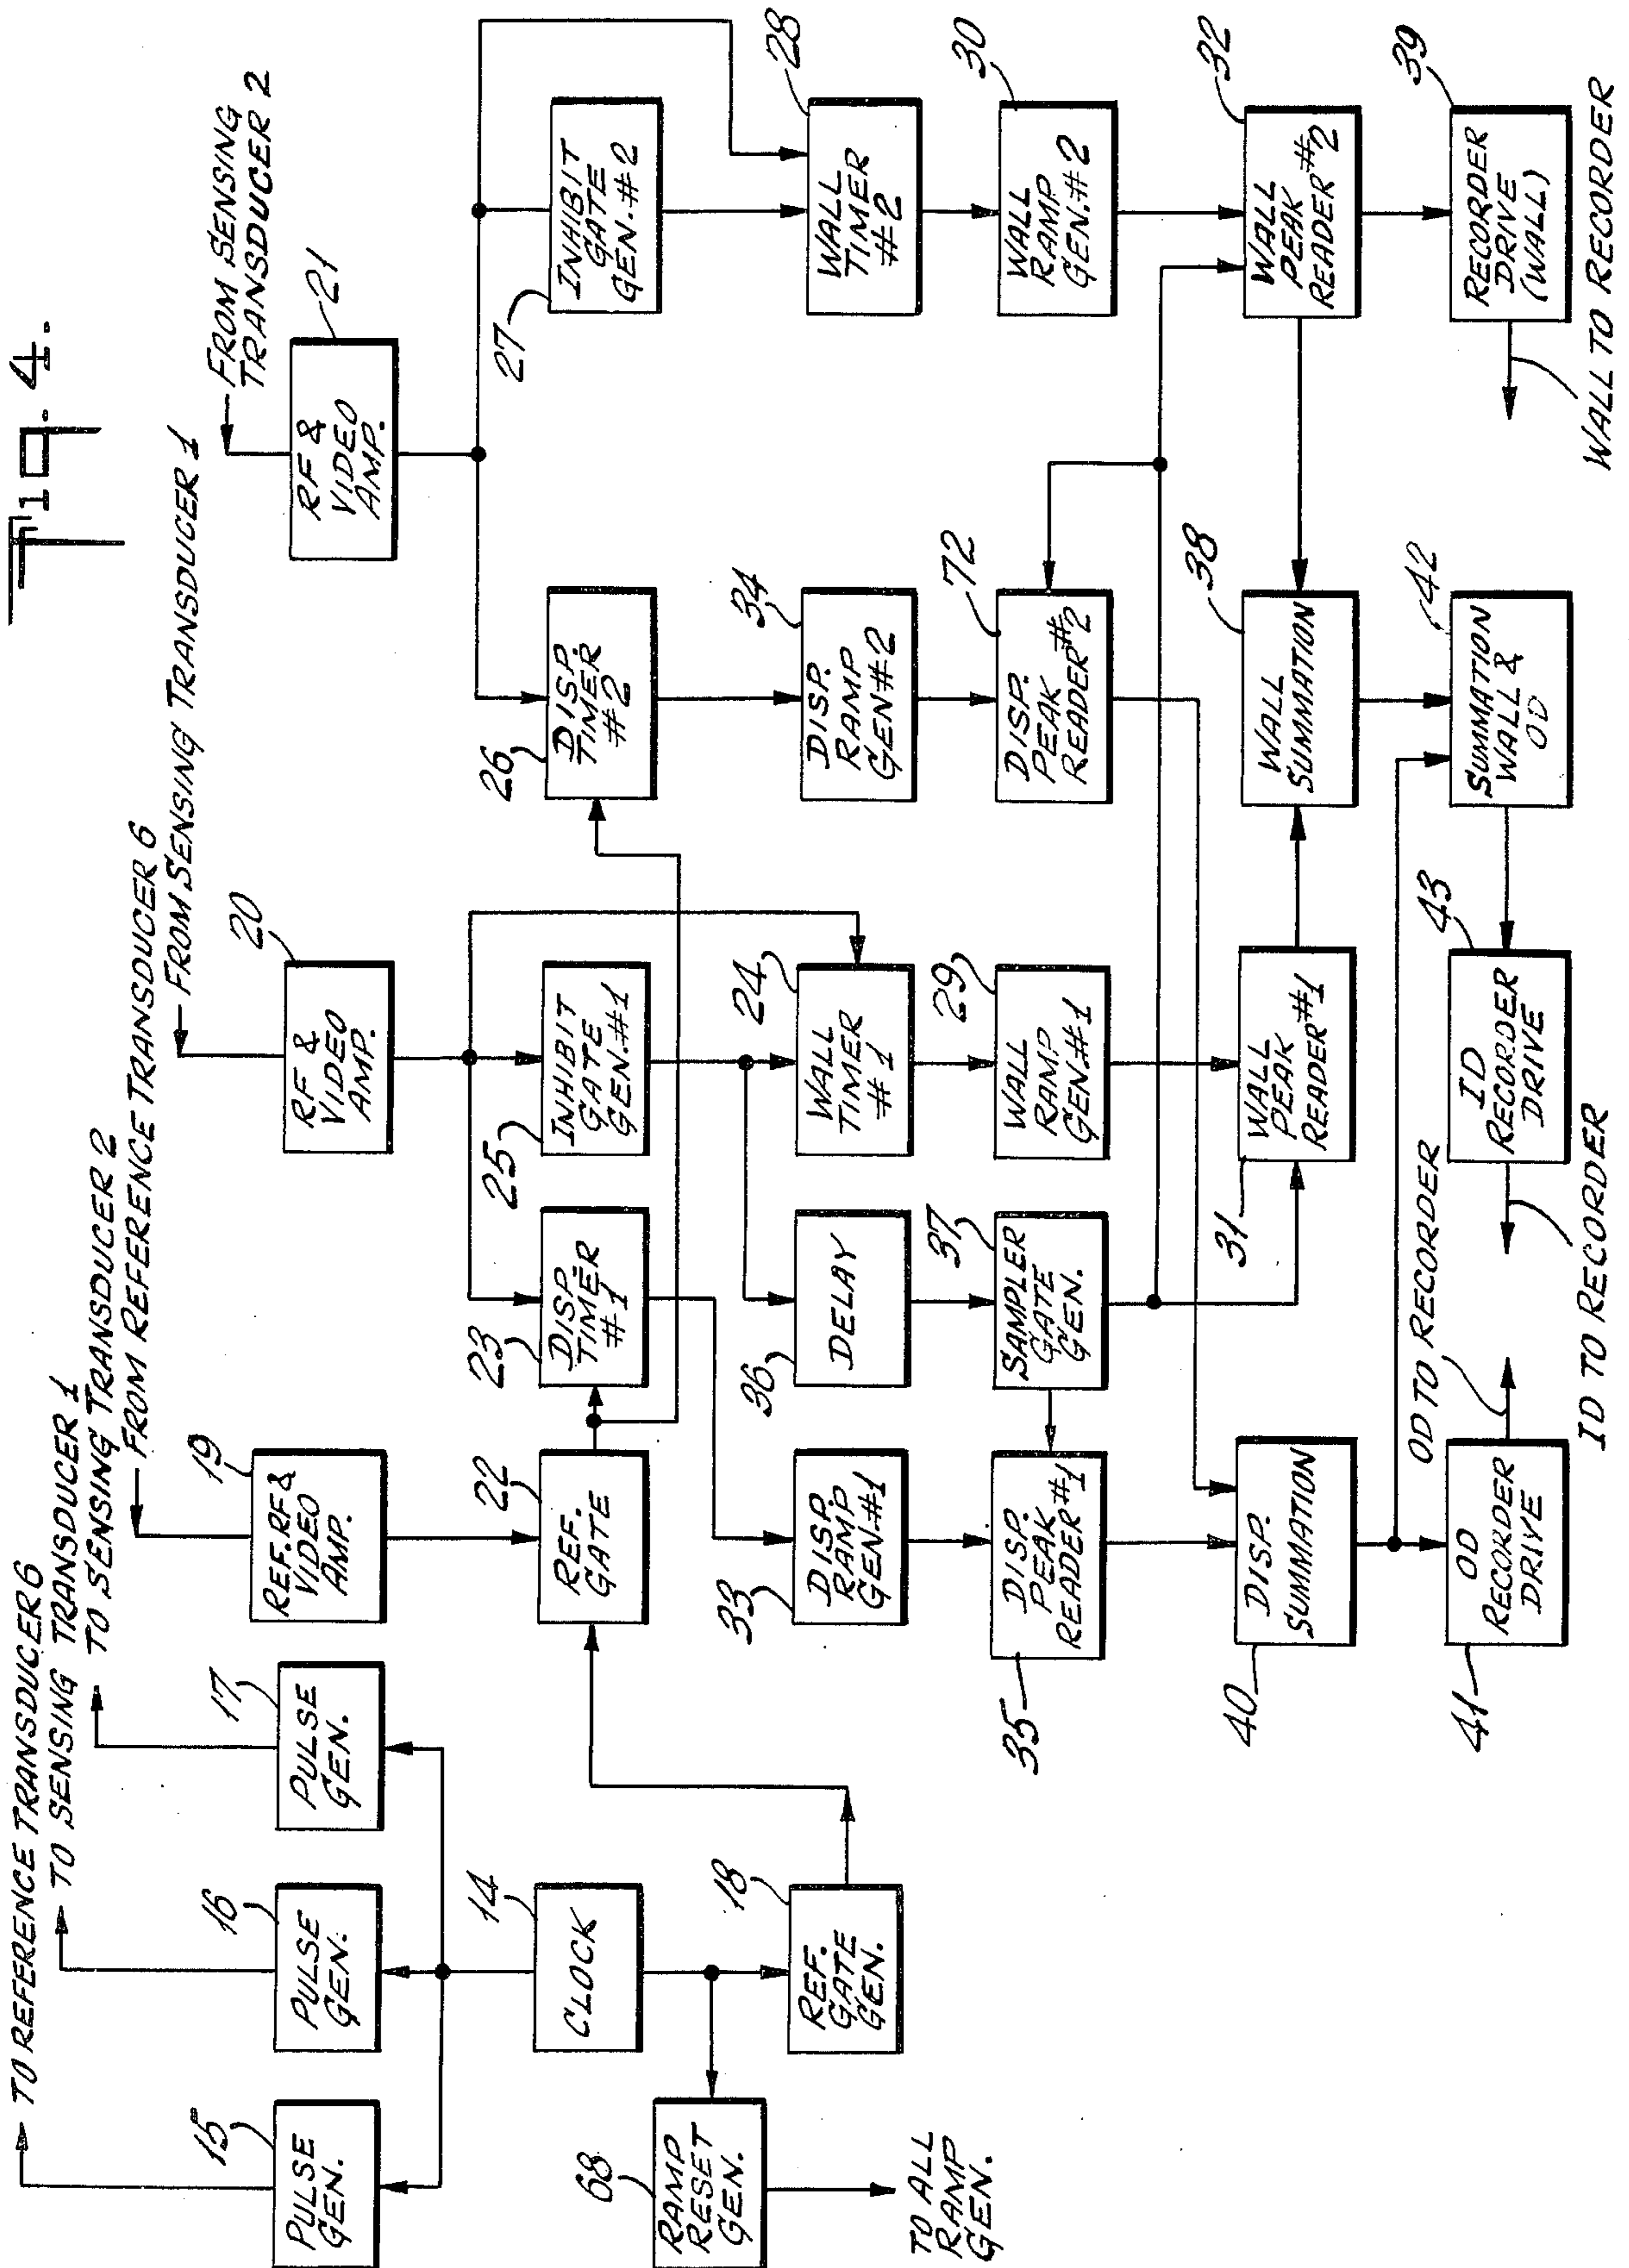 Fig. 4.
TO REFERENCE TRANSDUCER 6
TO SENSING TRANSDUCER 1
TO SENSING TRANSDUCER 2
FROM REFERENCE TRANSDUCER 6
FROM SENSING TRANSDUCER 1
FROM SENSING
TRANSDUCER 2
15
PULSE
GEN.
16
PULSE
GEN.
17
PULSE
GEN.
19
REF. RF &
VIDEO
AMP.
20
RF &
VIDEO
AMP.
21
RF &
VIDEO
AMP.
14
CLOCK
22
REF.
GATE
23
DISP.
TIMER
#1
25
INHIBIT
GATE
GEN. #1
26
DISP.
TIMER
#2
27
INHIBIT
GATE
GEN. #2
68
RAMP
RESET
GEN.
TO ALL
RAMP
GEN.
18
REF.
GATE
GEN.
33
DISP.
RAMP
GEN. #1
36
DELAY
24
WALL
TIMER
#1
34
DISP.
RAMP
GEN #2
28
WALL
TIMER
#2
35
DISP.
PEAK
READER #1
37
SAMPLER
GATE
GEN.
29
WALL
RAMP
GEN. #1
72
DISP.
PEAK
READER #2
30
WALL
RAMP
GEN. #2
40
DISP.
SUMMATION
31
WALL
PEAK
READER #1
38
WALL
SUMMATION
32
WALL
PEAK
READER #2
41
OD
RECORDER
DRIVE
OD TO RECORDER
43
ID
RECORDER
DRIVE
ID TO RECORDER
42
SUMMATION
WALL &
OD
39
RECORDER
DRIVE
(WALL)
WALL TO RECORDER